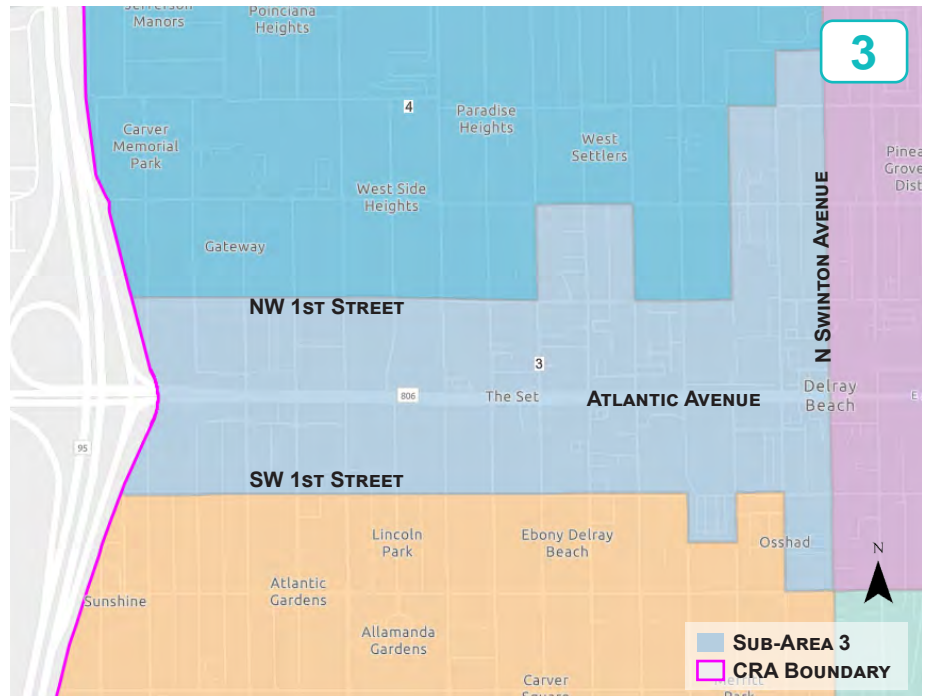 Jefferson
Manors
Poinciana
Heights
3
4
Paradise
Heights
Carver
Memorial
Park
West
Settlers
West Side
Heights
Gateway
N Swinton Avenue
NW 1st Street
3
806
The Set
Atlantic Avenue
Delray
Beach
E
95
SW 1st Street
Lincoln
Park
Ebony Delray
Beach
Osshad
N
Atlantic
Gardens
Sunshine
Allamanda
Gardens
Sub-Area 3
CRA Boundary
Carver